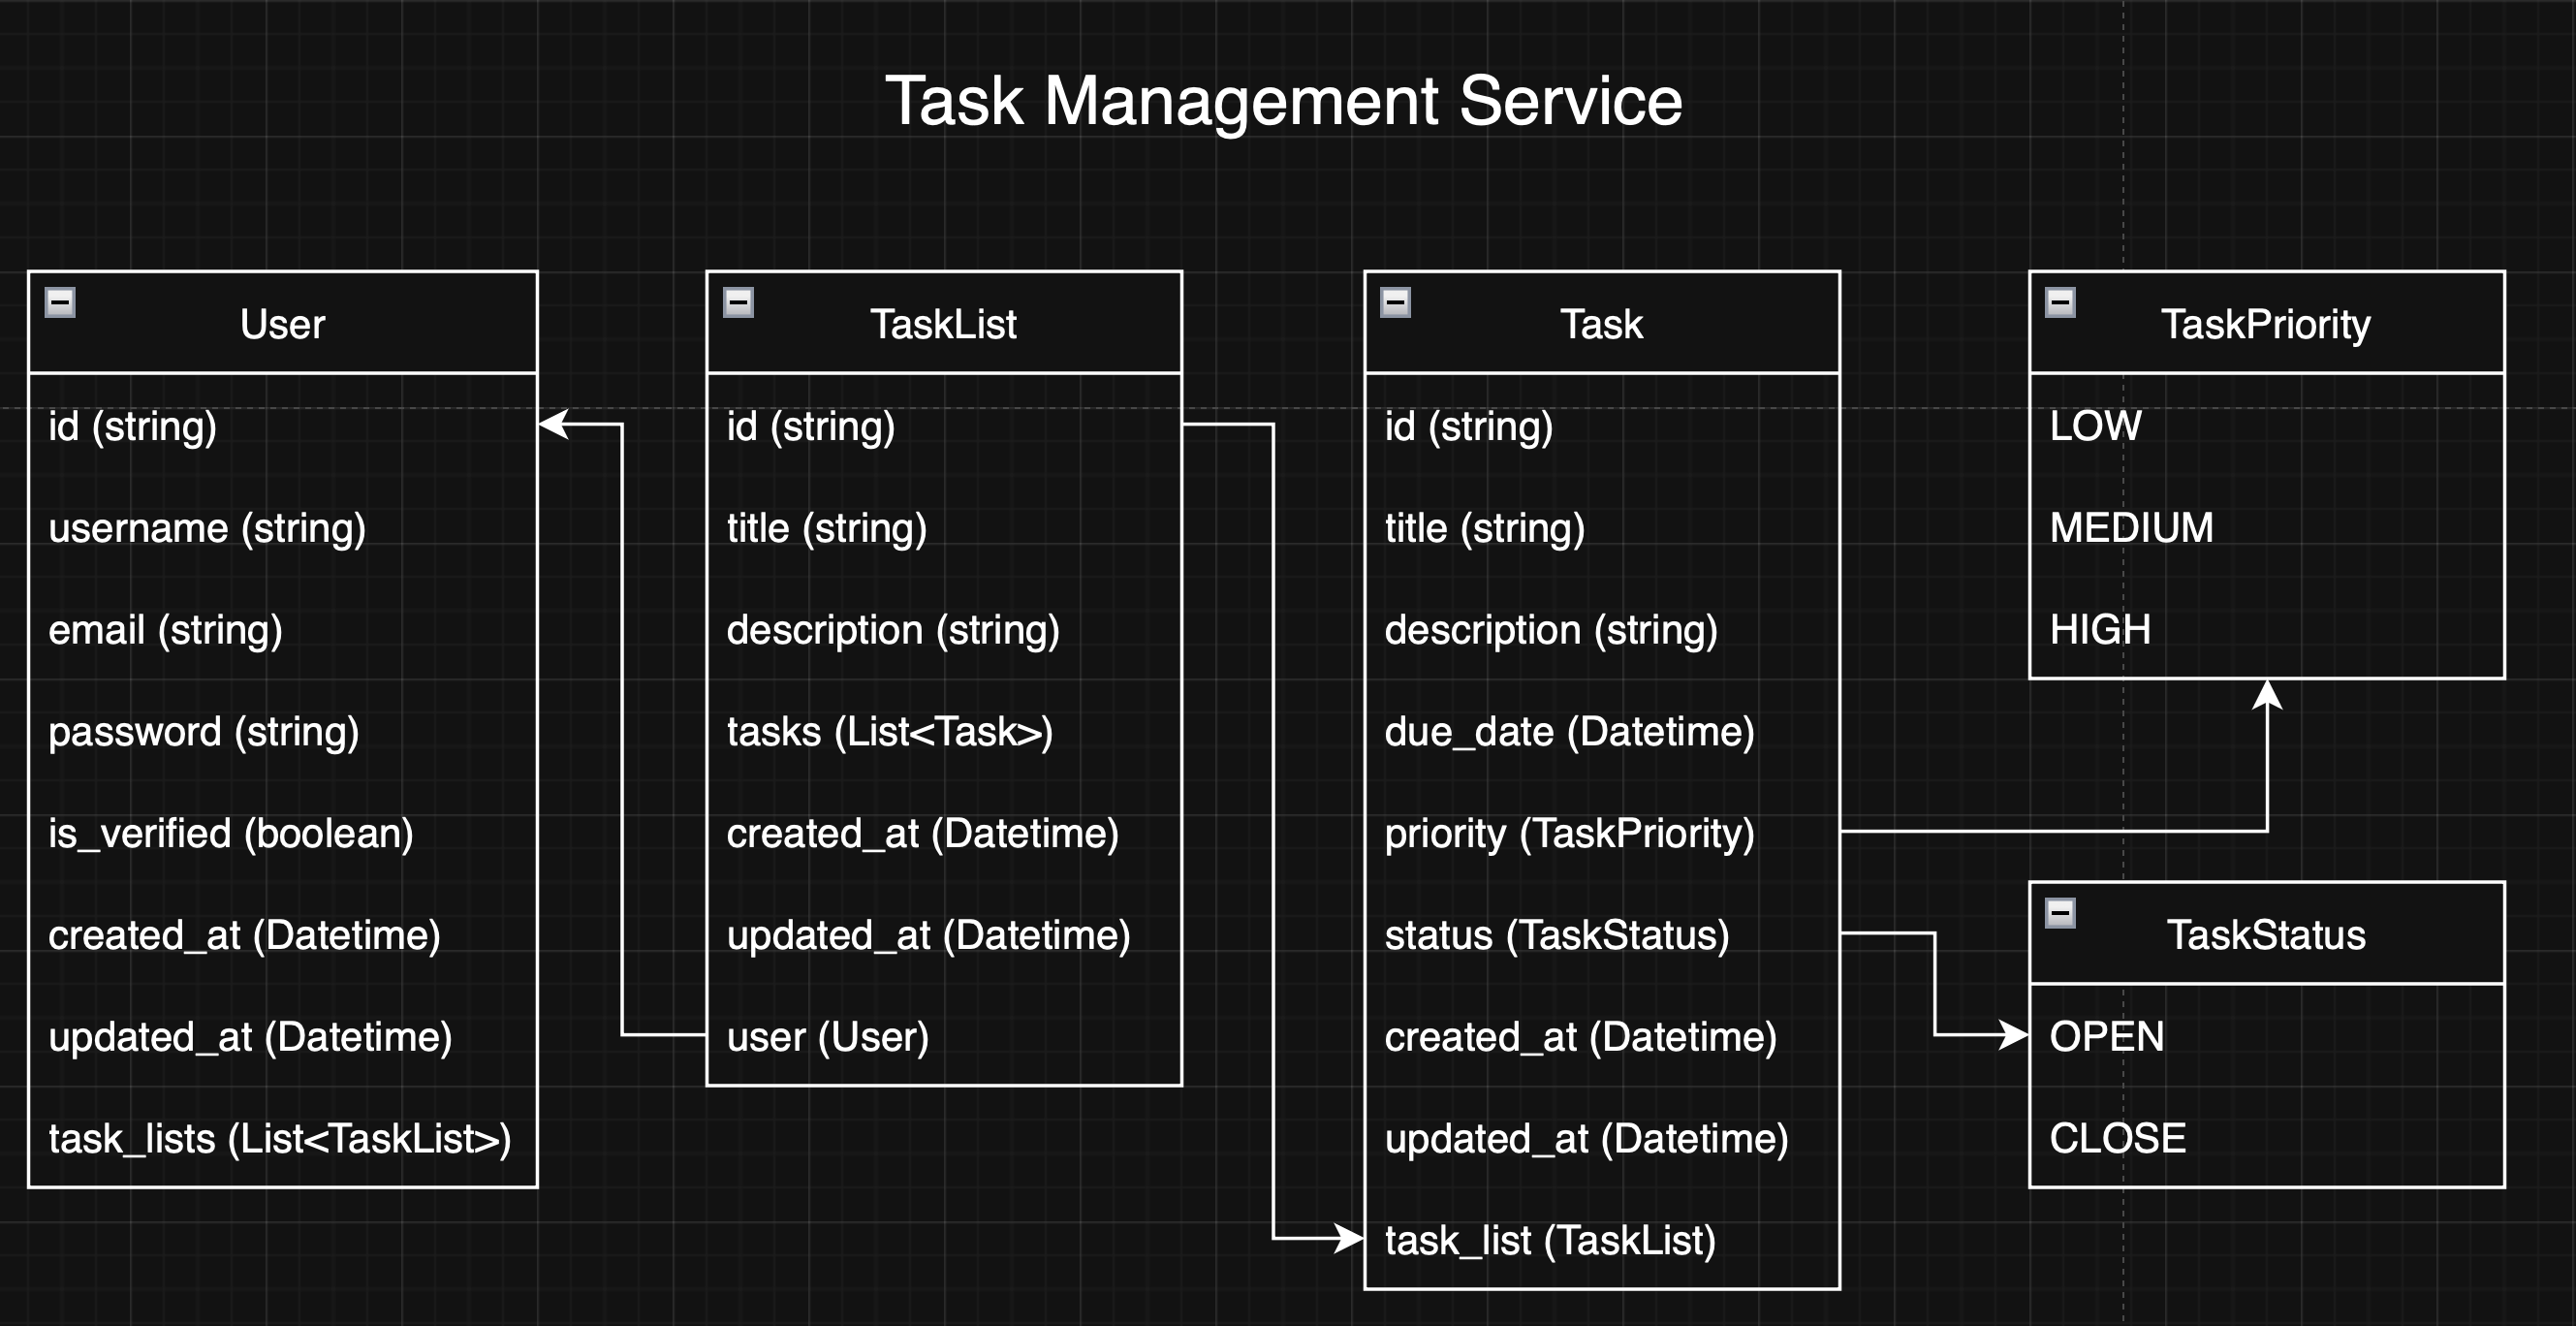 Task Management Service
User
id (string)
username (string)
email (string)
password (string)
is_verified (boolean)
created_at (Datetime)
updated_at (Datetime)
task_lists (List<TaskList>)
TaskList
id (string)
title (string)
description (string)
tasks (List<Task>)
created_at (Datetime)
updated_at (Datetime)
user (User)
Task
id (string)
title (string)
description (string)
due_date (Datetime)
priority (TaskPriority)
status (TaskStatus)
created_at (Datetime)
updated_at (Datetime)
task_list (TaskList)
TaskPriority
LOW
MEDIUM
HIGH
TaskStatus
OPEN
CLOSE